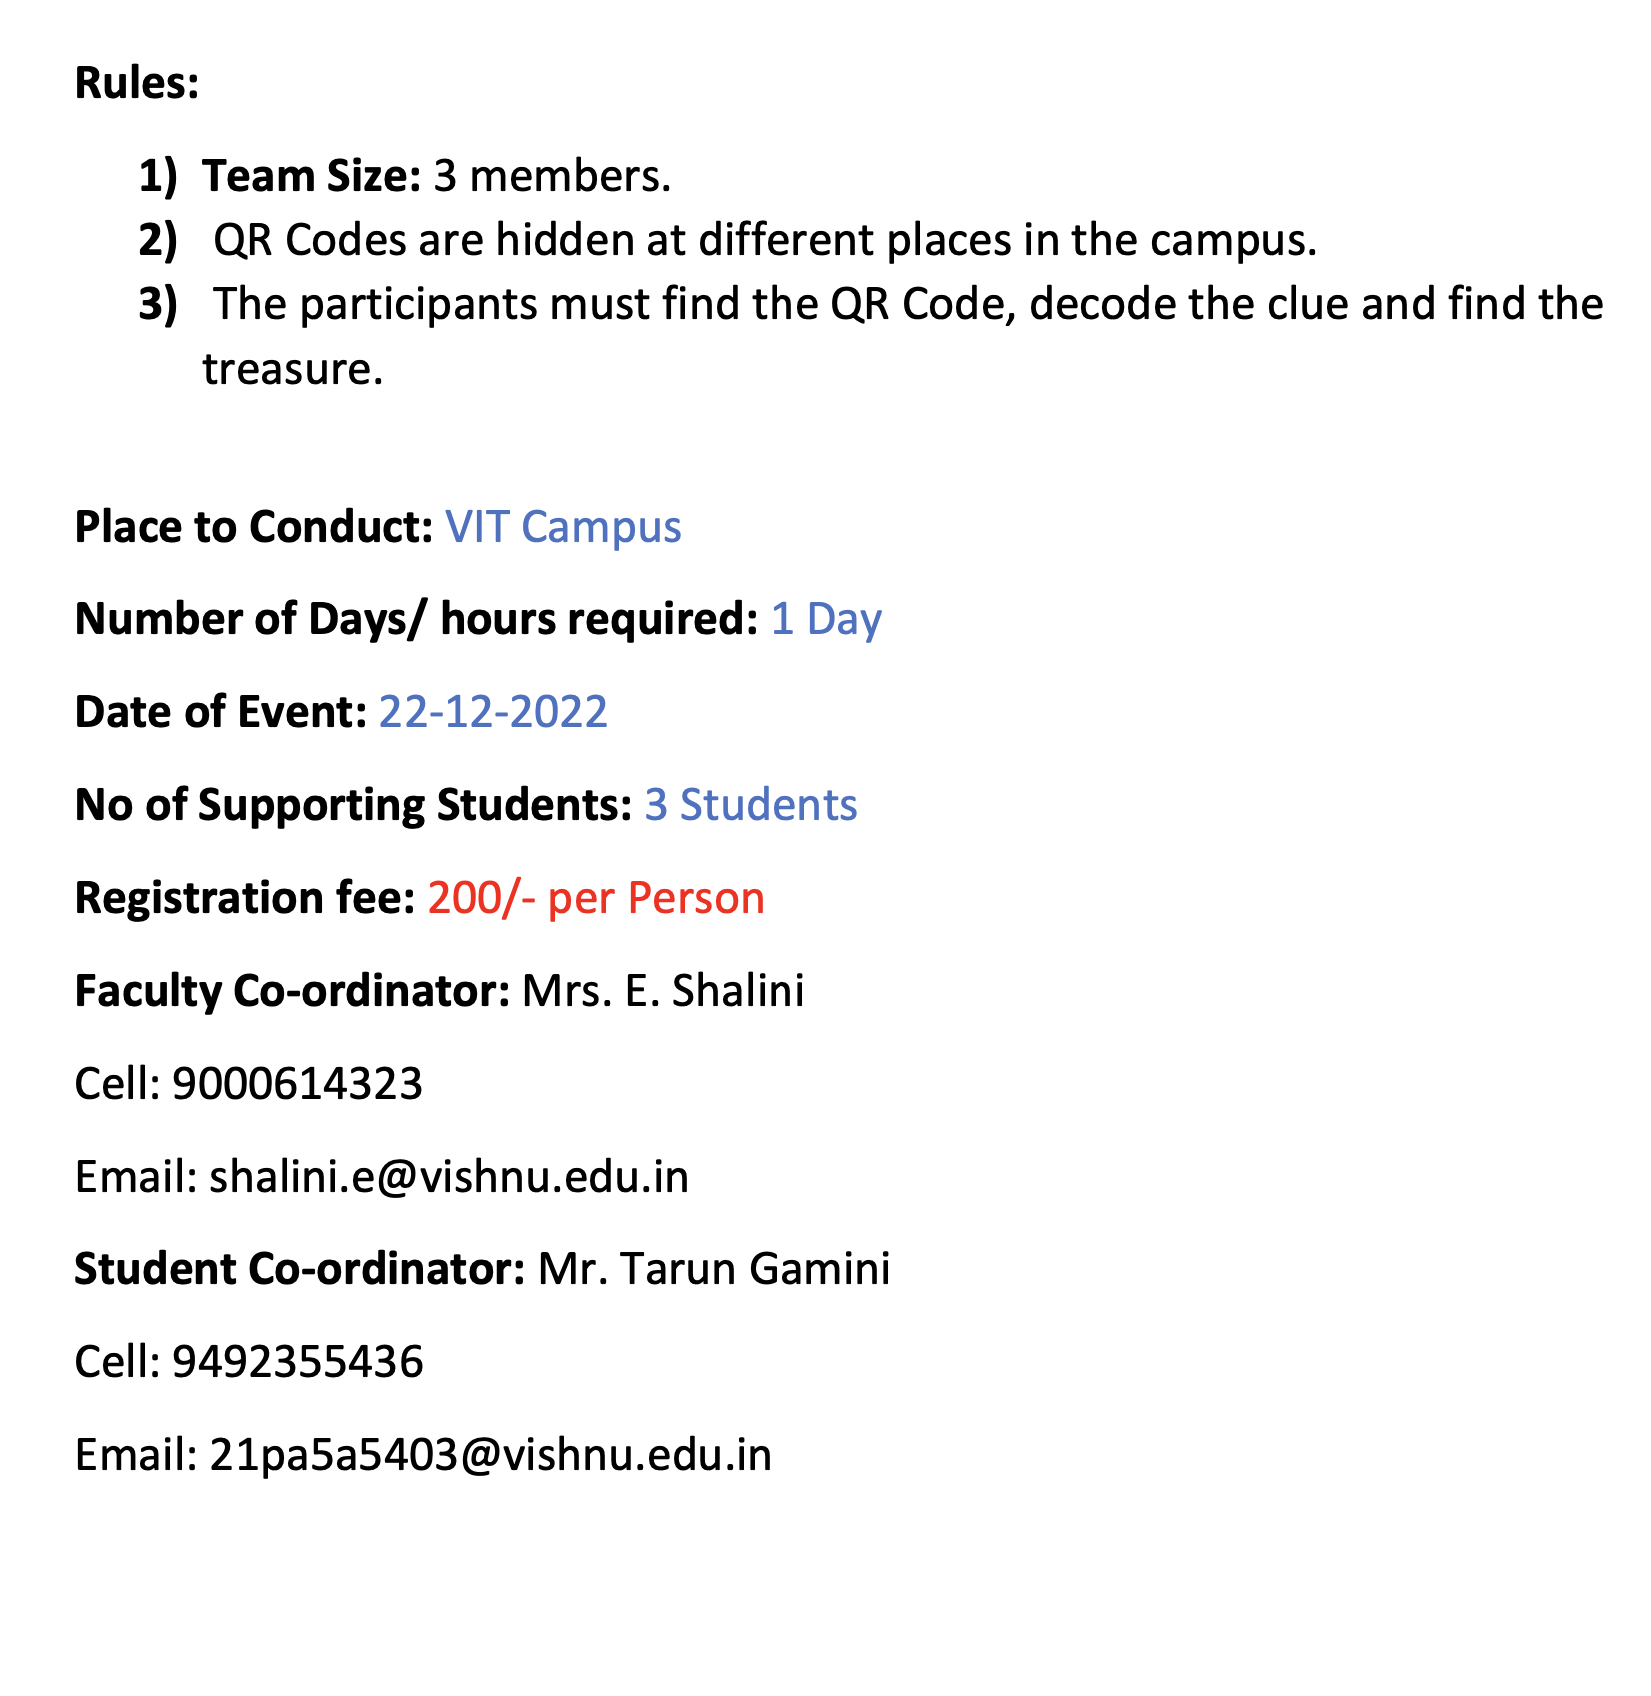 Rules:
1) Team Size: 3 members.
2) QR Codes are hidden at different places in the campus.
3) The participants must find the QR Code, decode the clue and find the
treasure.
Place to Conduct: VIT Campus
Number of Days/ hours required: 1 Day
Date of Event: 22-12-2022
No of Supporting Students: 3 Students
Registration fee: 200/- per Person
Faculty Co-ordinator: Mrs. E. Shalini
Cell: 9000614323
Email: shalini.e@vishnu.edu.in
Student Co-ordinator: Mr. Tarun Gamini
Cell: 9492355436
Email: 21pa5a5403@vishnu.edu.in